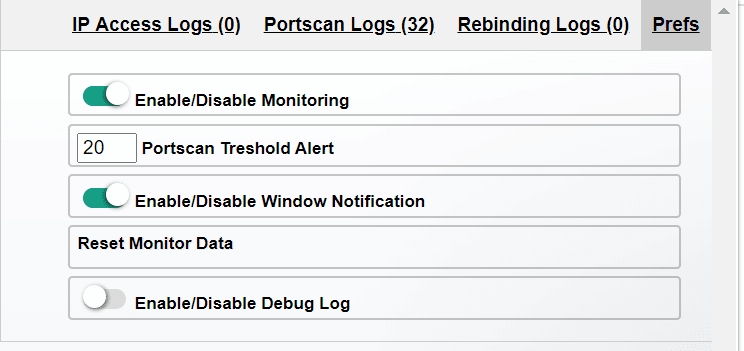 IP Access Logs (0) Portscan Logs (32) Rebinding Logs (0) Prefs
Enable/Disable Monitoring
20 Portscan Treshold Alert
Enable/Disable Window Notification
Reset Monitor Data
Enable/Disable Debug Log